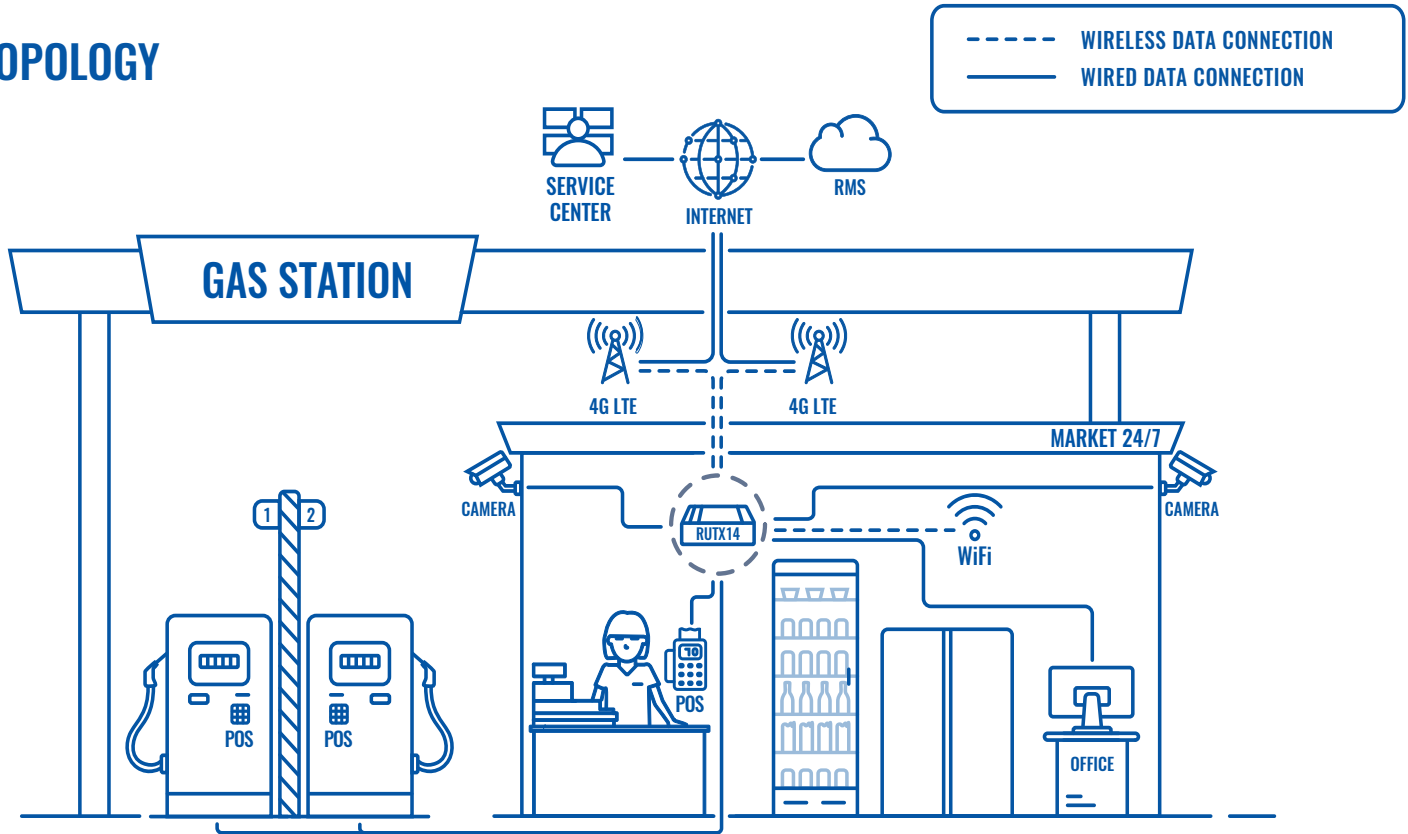 OPOLOGY
WIRELESS DATA CONNECTION
WIRED DATA CONNECTION
SERVICE
CENTER
INTERNET
RMS
GAS STATION
4G LTE
4G LTE
MARKET 24/7
CAMERA
CAMERA
1
2
RUTX14
WiFi
POS
POS
POS
OFFICE